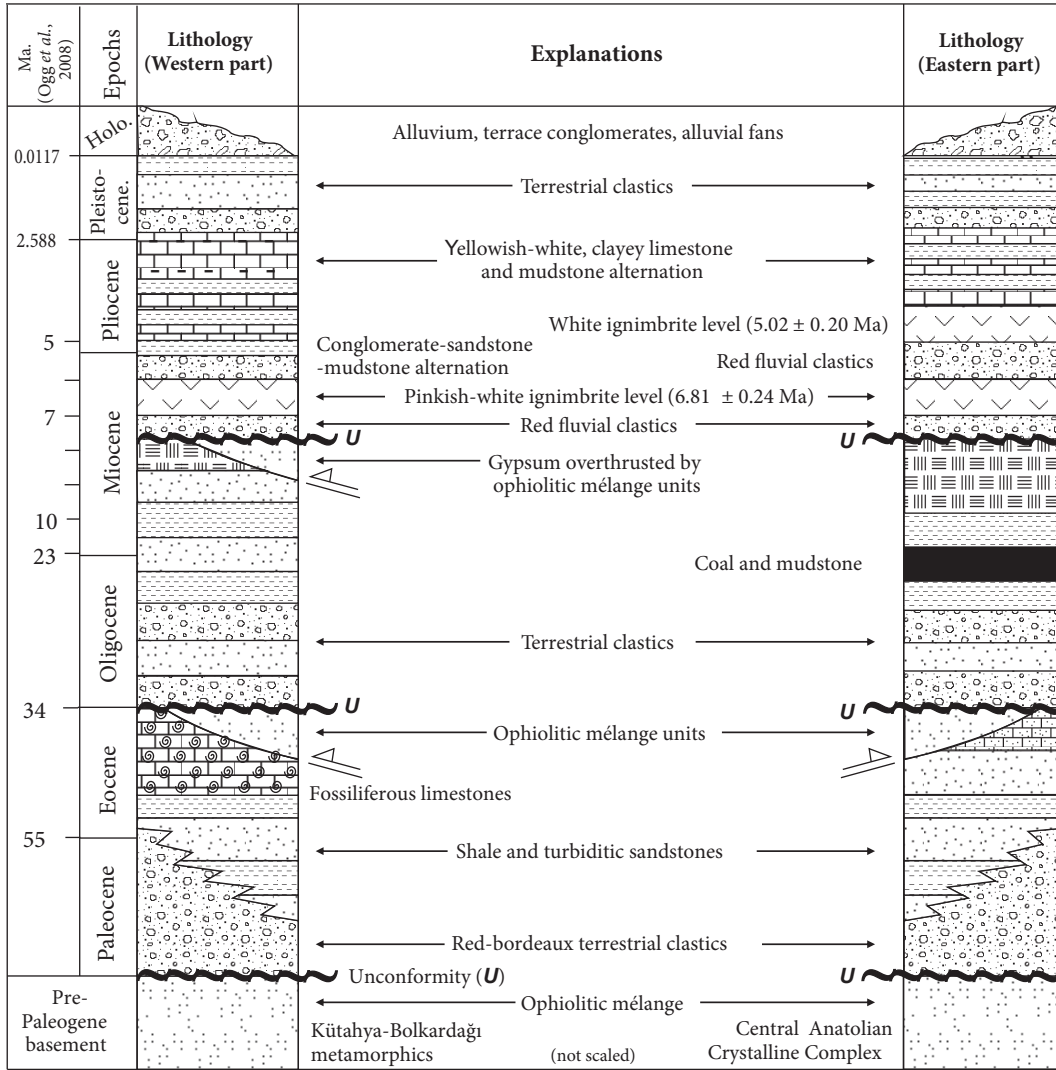 Ma.
(Ogg et al.,
2008)
Epochs
Lithology
(Western part)
Explanations
Lithology
(Eastern part)
Holo.
Alluvium, terrace conglomerates, alluvial fans
0.0117
Pleisto-
cene.
Terrestrial clastics
2.588
Pliocene
Yellowish-white, clayey limestone
and mudstone alternation
White ignimbrite level (5.02 ± 0.20 Ma)
5
Conglomerate-sandstone
-mudstone alternation
Red fluvial clastics
Miocene
Pinkish-white ignimbrite level (6.81 ± 0.24 Ma)
7
Red fluvial clastics
U
U
Gypsum overthrusted by
ophiolitic mélange units
10
23
Coal and mudstone
Oligocene
Terrestrial clastics
34
U
U
Ophiolitic mélange units
Eocene
Fossiliferous limestones
55
Shale and turbiditic sandstones
Paleocene
Red-bordeaux terrestrial clastics
Unconformity (U)
U
Pre-
Paleogene
basement
Ophiolitic mélange
Kütahya-Bolkardağı
metamorphics
(not scaled)
Central Anatolian
Crystalline Complex